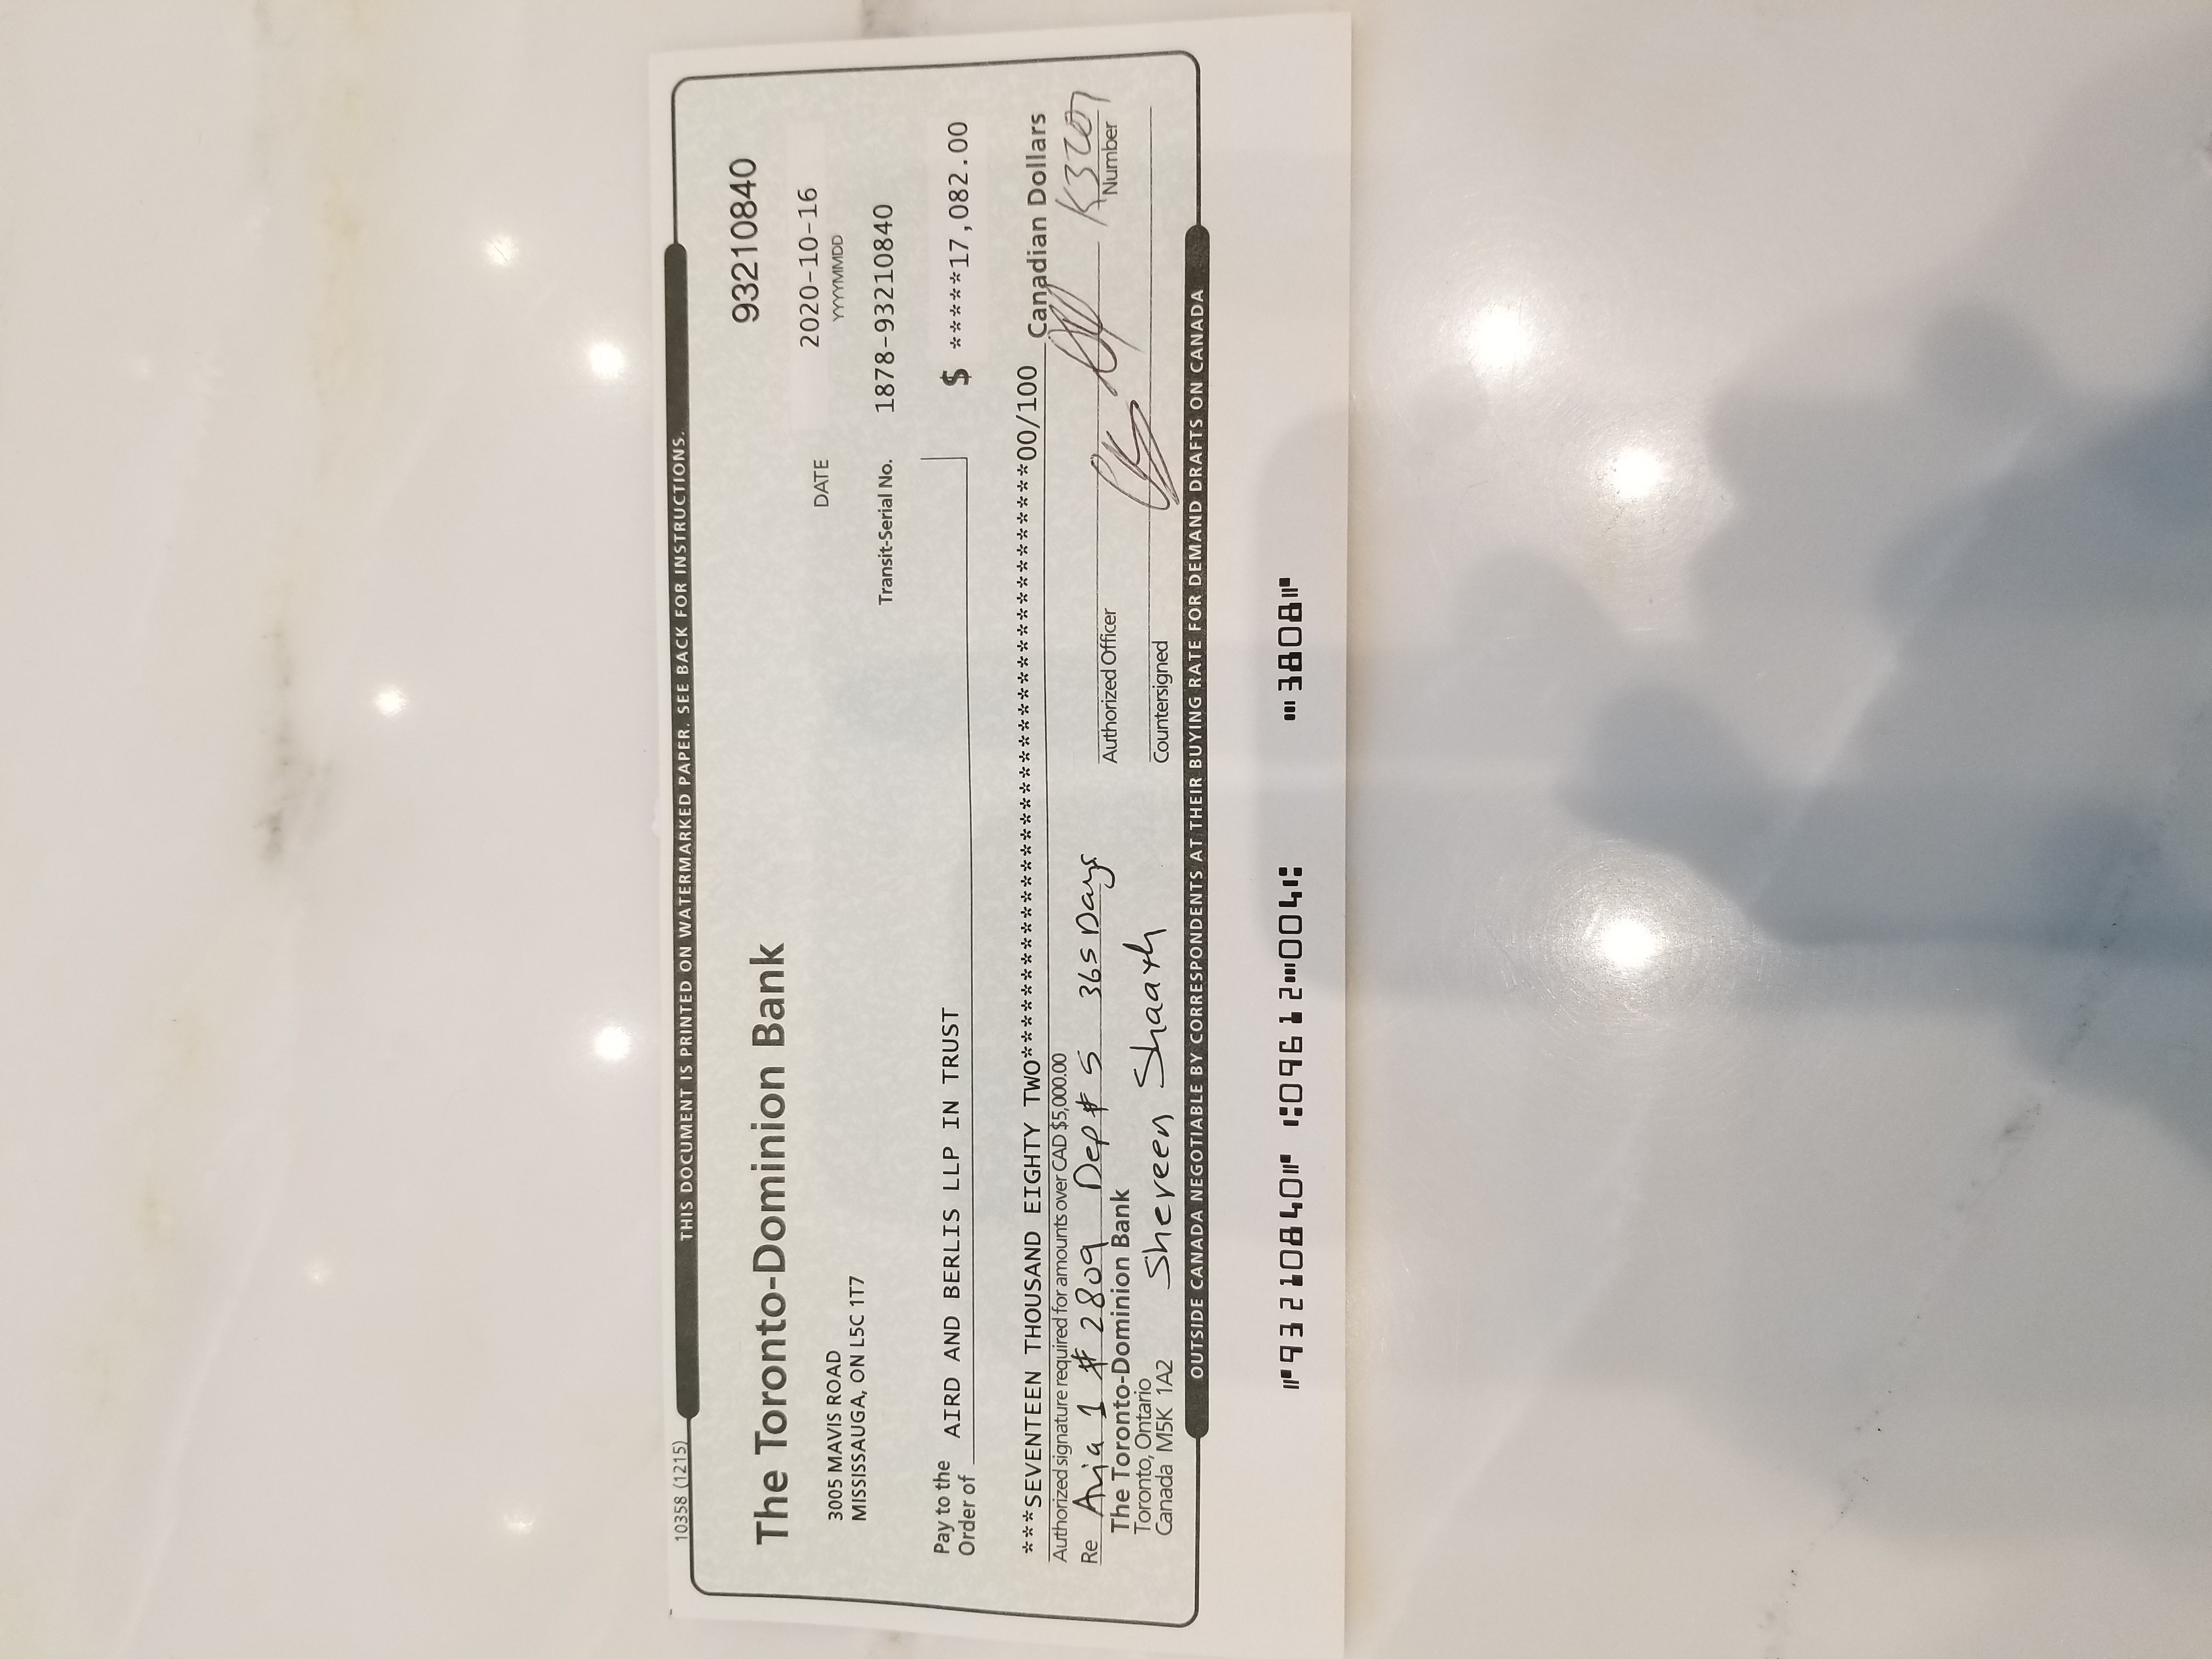 10358 (1215)
THIS DOCUMENT IS PRINTED ON WATERMARKED PAPER. SEE BACK FOR INSTRUCTIONS.
The Toronto-Dominion Bank
93210840
3005 MAVIS ROAD
MISSISSAUGA, ON L5C 1T7
DATE 2020-10-16
YYYYMMDD
Transit-Serial No. 1878-93210840
Pay to the
Order of AIRD AND BERLIS LLP IN TRUST $ *****17,082.00
***SEVENTEEN THOUSAND EIGHTY TWO************************************00/100 Canadian Dollars
Authorized signature required for amounts over CAD $5,000.00
Re Avia 1 # 2809 Dep # 5 365 Days
Authorized Officer K3207 Number
The Toronto-Dominion Bank
Toronto, Ontario
Canada M5K 1A2
Shereen Shaath
Countersigned
OUTSIDE CANADA NEGOTIABLE BY CORRESPONDENTS AT THEIR BUYING RATE FOR DEMAND DRAFTS ON CANADA
⑈93210840⑈ ⑆09612⑉004⑆ ⑉3808⑈